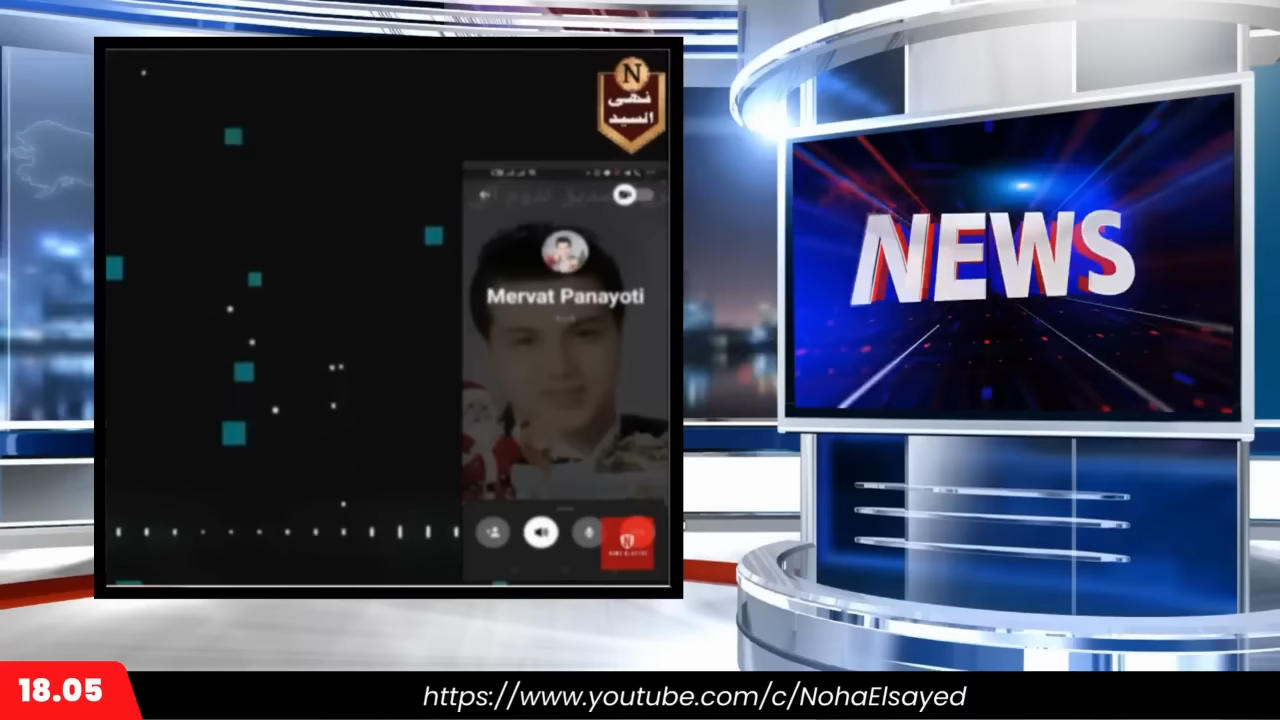 N
نهى
السيد
Mervat Panayoti
NEWS
18.05
https://www.youtube.com/c/NohaElsayed